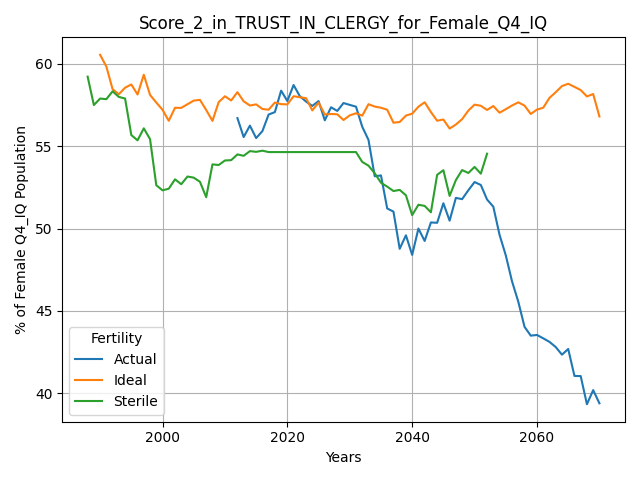 Score_2_in_TRUST_IN_CLERGY_for_Female_Q4_IQ
% of Female Q4_IQ Population
60
55
50
45
40
Fertility
Actual
Ideal
Sterile
2000 2020 2040 2060
Years